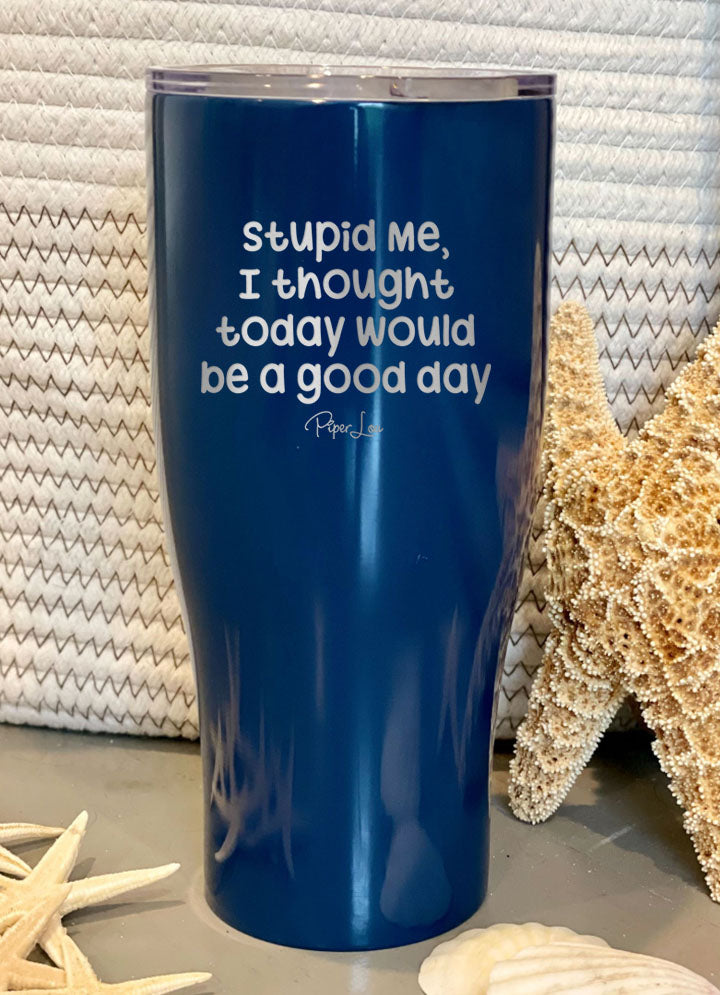 Stupid Me,
I thought
today would
be a good day
Piper Lou